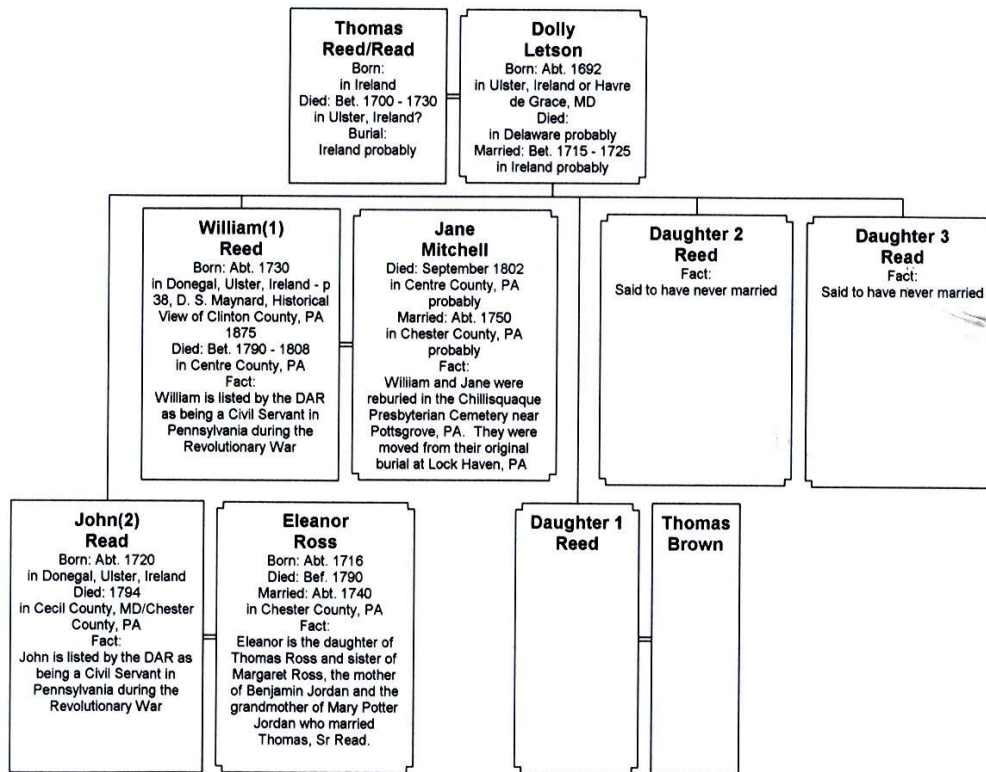 Thomas
Reed/Read
Born:
in Ireland
Died: Bet. 1700 - 1730
in Ulster, Ireland?
Burial:
Ireland probably
Dolly
Letson
Born: Abt. 1692
in Ulster, Ireland or Havre
de Grace, MD
Died:
in Delaware probably
Married: Bet. 1715 - 1725
in Ireland probably
William(1)
Reed
Born: Abt. 1730
in Donegal, Ulster, Ireland - p
38, D. S. Maynard, Historical
View of Clinton County, PA
1875
Died: Bet. 1790 - 1808
in Centre County, PA
Fact:
William is listed by the DAR
as being a Civil Servant in
Pennsylvania during the
Revolutionary War
Jane
Mitchell
Died: September 1802
in Centre County, PA
probably
Married: Abt. 1750
in Chester County, PA
probably
Fact:
William and Jane were
reburied in the Chillisquaque
Presbyterian Cemetery near
Pottsgrove, PA. They were
moved from their original
burial at Lock Haven, PA
Daughter 2
Reed
Fact:
Said to have never married
Daughter 3
Read
Fact:
Said to have never married
John(2)
Read
Born: Abt. 1720
in Donegal, Ulster, Ireland
Died: 1794
in Cecil County, MD/Chester
County, PA
Fact:
John is listed by the DAR as
being a Civil Servant in
Pennsylvania during the
Revolutionary War
Eleanor
Ross
Born: Abt. 1716
Died: Bef. 1790
Married: Abt. 1740
in Chester County, PA
Fact:
Eleanor is the daughter of
Thomas Ross and sister of
Margaret Ross, the mother
of Benjamin Jordan and the
grandmother of Mary Potter
Jordan who married
Thomas, Sr Read.
Daughter 1
Reed
Thomas
Brown